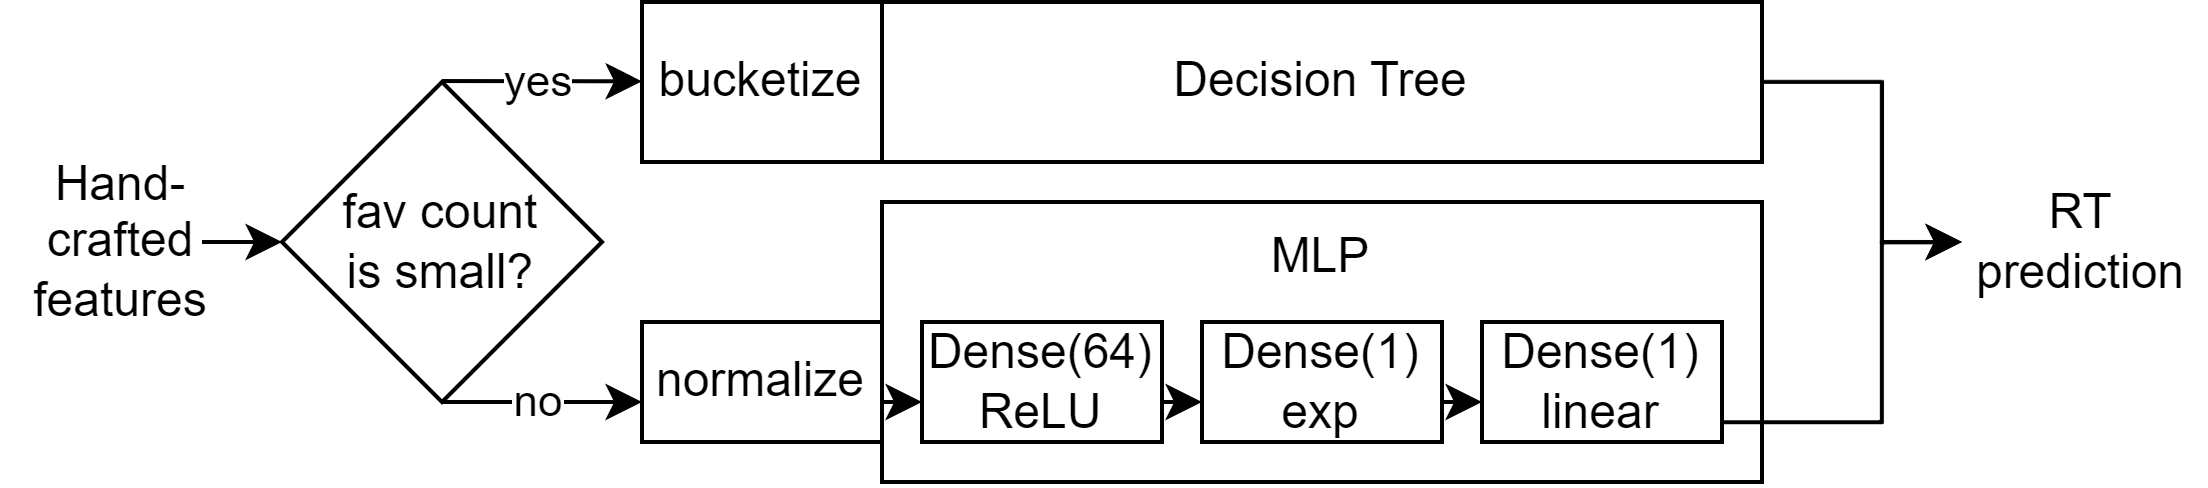 Hand-
crafted
features
fav count
is small?
yes
bucketize
Decision Tree
no
normalize
MLP
Dense(64)
ReLU
Dense(1)
exp
Dense(1)
linear
RT
prediction